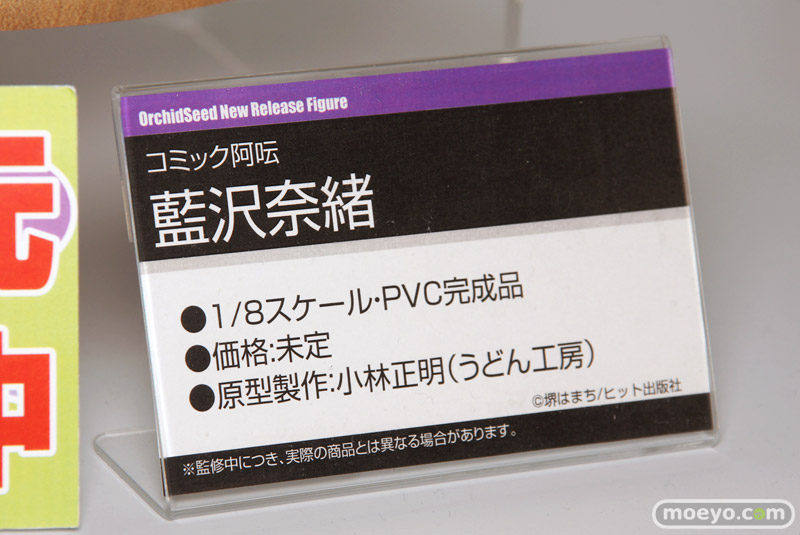 OrchidSeed New Release Figure
コミック阿吽
藍沢奈緒
●1/8スケール・PVC完成品
●価格:未定
●原型製作:小林正明(うどん工房)
©堺はまち/ヒット出版社
※監修中につき、実際の商品とは異なる場合があります。
中
moeyo.com